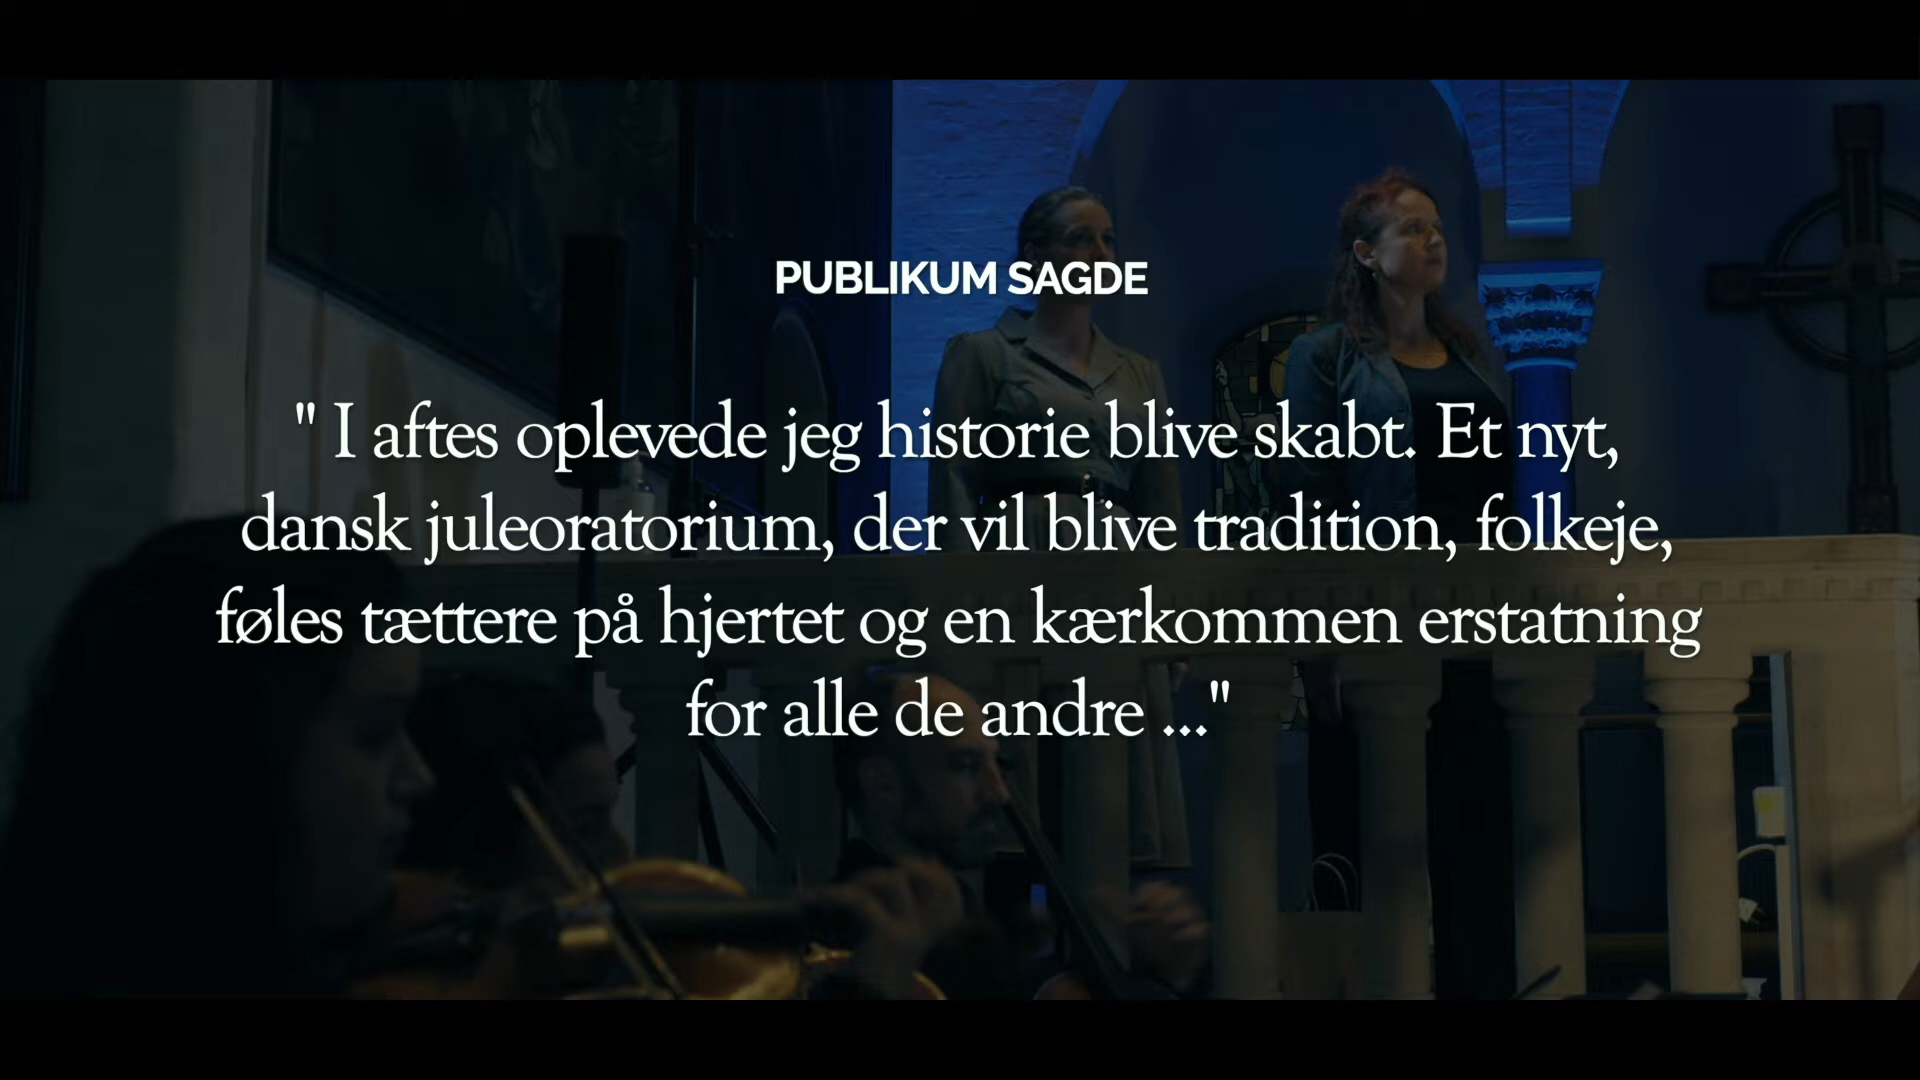 PUBLIKUM SAGDE
" I aftes oplevede jeg historie blive skabt. Et nyt,
dansk juleoratorium, der vil blive tradition, folkeje,
føles tættere på hjertet og en kærkommen erstatning
for alle de andre ..."